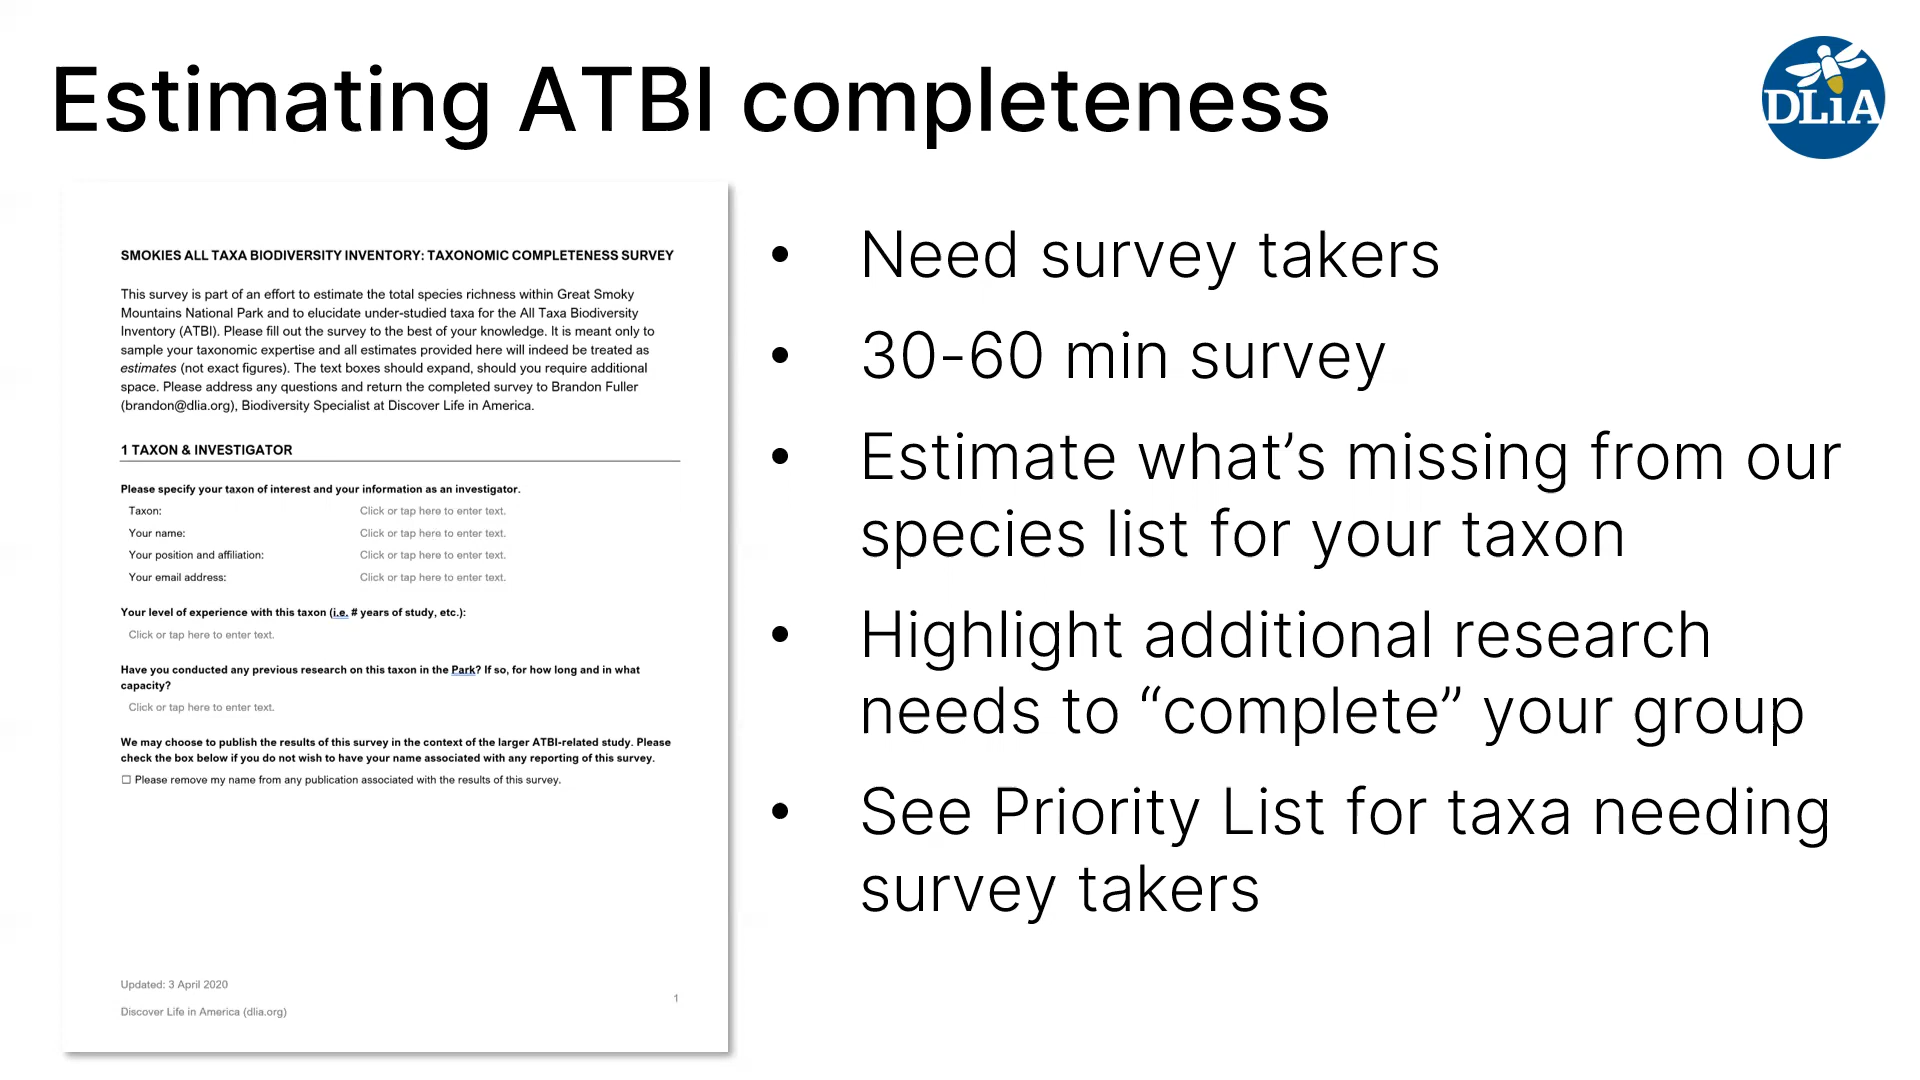 Estimating ATBI completeness
DLiA
SMOKIES ALL TAXA BIODIVERSITY INVENTORY: TAXONOMIC COMPLETENESS SURVEY
This survey is part of an effort to estimate the total species richness within Great Smoky
Mountains National Park and to elucidate under-studied taxa for the All Taxa Biodiversity
Inventory (ATBI). Please fill out the survey to the best of your knowledge. It is meant only to
sample your taxonomic expertise and all estimates provided here will indeed be treated as
estimates (not exact figures). The text boxes should expand, should you require additional
space. Please address any questions and return the completed survey to Brandon Fuller
(brandon@dlia.org), Biodiversity Specialist at Discover Life in America.
1 TAXON & INVESTIGATOR
Please specify your taxon of interest and your information as an investigator.
Taxon: Click or tap here to enter text.
Your name: Click or tap here to enter text.
Your position and affiliation: Click or tap here to enter text.
Your email address: Click or tap here to enter text.
Your level of experience with this taxon (i.e. # years of study, etc.):
Click or tap here to enter text.
Have you conducted any previous research on this taxon in the Park? If so, for how long and in what
capacity?
Click or tap here to enter text.
We may choose to publish the results of this survey in the context of the larger ATBI-related study. Please
check the box below if you do not wish to have your name associated with any reporting of this survey.
☐ Please remove my name from any publication associated with the results of this survey.
Updated: 3 April 2020
1
Discover Life in America (dlia.org)
• Need survey takers
• 30-60 min survey
• Estimate what’s missing from our
species list for your taxon
• Highlight additional research
needs to “complete” your group
• See Priority List for taxa needing
survey takers